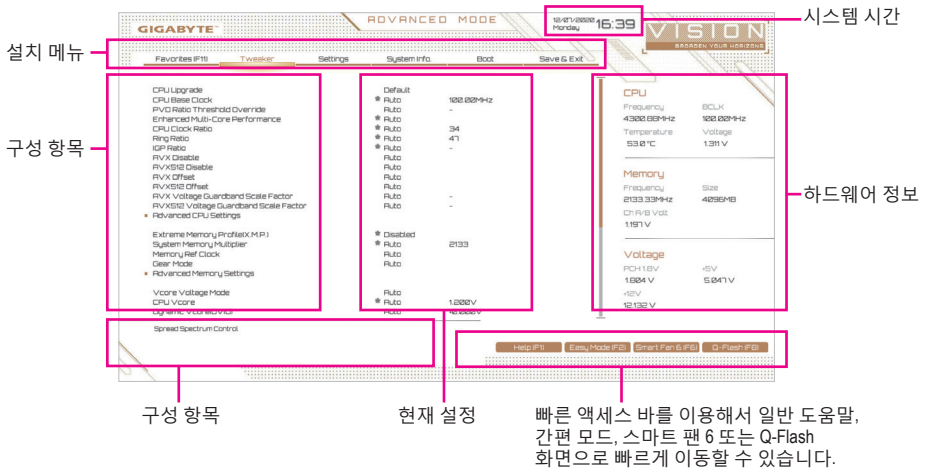 GIGABYTE™
ADVANCED MODE
12/07/2020 Monday 16:39
VISION
BROADEN YOUR HORIZONS
시스템 시간
설치 메뉴
Favorites (F11) Tweaker Settings System Info. Boot Save & Exit
구성 항목
CPU Upgrade Default
CPU Base Clock Auto 100.00MHz
PVD Ratio Threshold Override Auto -
Enhanced Multi-Core Performance Auto
CPU Clock Ratio Auto 34
Ring Ratio Auto 47
IGP Ratio Auto -
AVX Disable Auto
AVX512 Disable Auto
AVX Offset Auto
AVX512 Offset Auto
AVX Voltage Guardband Scale Factor Auto -
AVX512 Voltage Guardband Scale Factor Auto -
Advanced CPU Settings
Extreme Memory Profile(X.M.P.) Disabled
System Memory Multiplier Auto 2133
Memory Ref Clock Auto
Gear Mode Auto
Advanced Memory Settings
Vcore Voltage Mode Auto
CPU Vcore Auto 1.200V
Dynamic Vcore(DVID) Auto +0.000V
Spread Spectrum Control
CPU
Frequency BCLK
4300.88MHz 100.00MHz
Temperature Voltage
53.0 °C 1.311 V
Memory
Frequency Size
2133.33MHz 4096MB
Ch A/B Volt
1.197 V
Voltage
PCH 1.8V +5V
1.804 V 5.047 V
+12V
12.132 V
하드웨어 정보
Help (F1) Easy Mode (F2) Smart Fan 6 (F6) Q-Flash (F8)
구성 항목
현재 설정
빠른 액세스 바를 이용해서 일반 도움말,
간편 모드, 스마트 팬 6 또는 Q-Flash
화면으로 빠르게 이동할 수 있습니다.